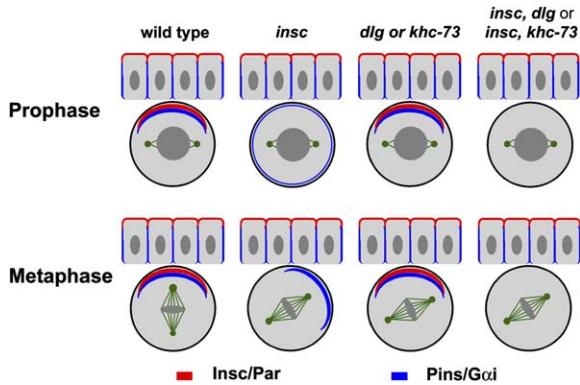 wild type
insc
dlg or khc-73
insc, dlg or
insc, khc-73
Prophase
Metaphase
Insc/Par
Pins/Gαi